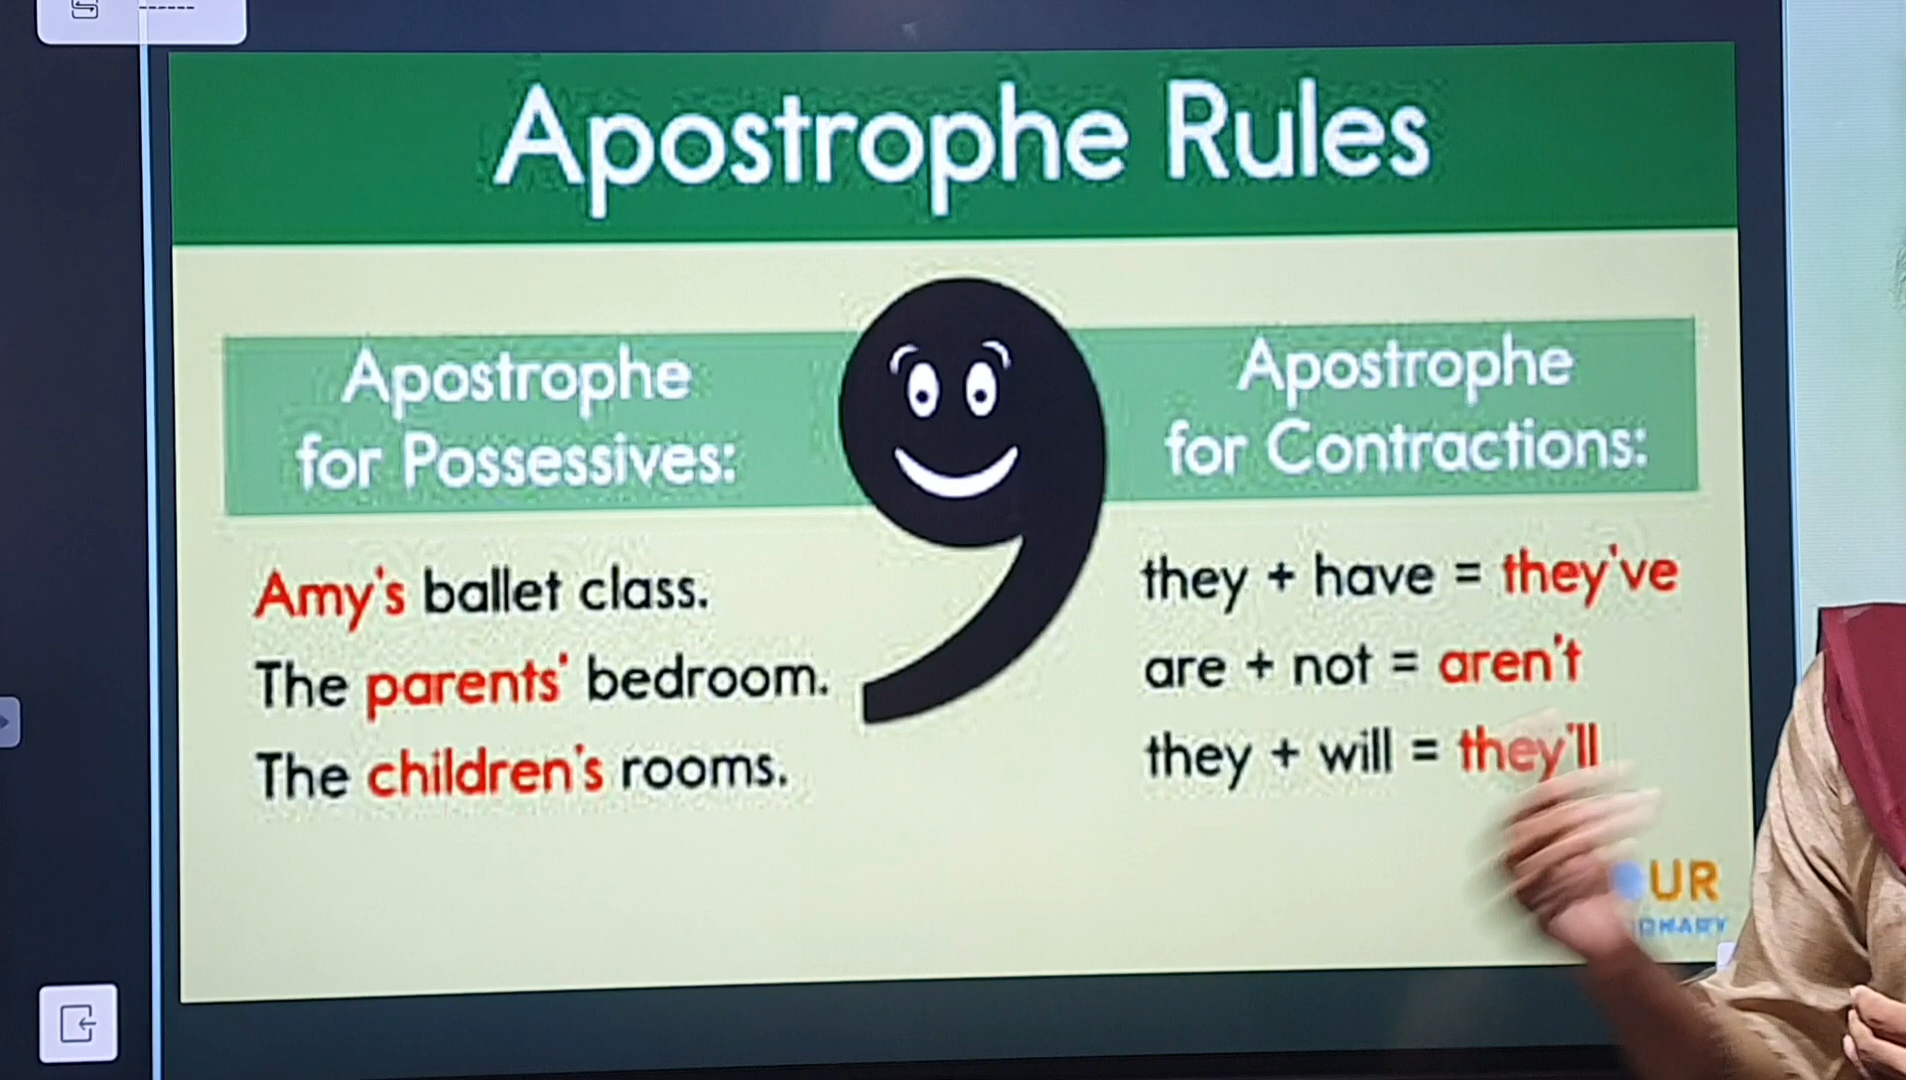 Apostrophe Rules
Apostrophe
for Possessives:
Amy's ballet class.
The parents' bedroom.
The children's rooms.
Apostrophe
for Contractions:
they + have = they've
are + not = aren't
they + will = they'll
UR